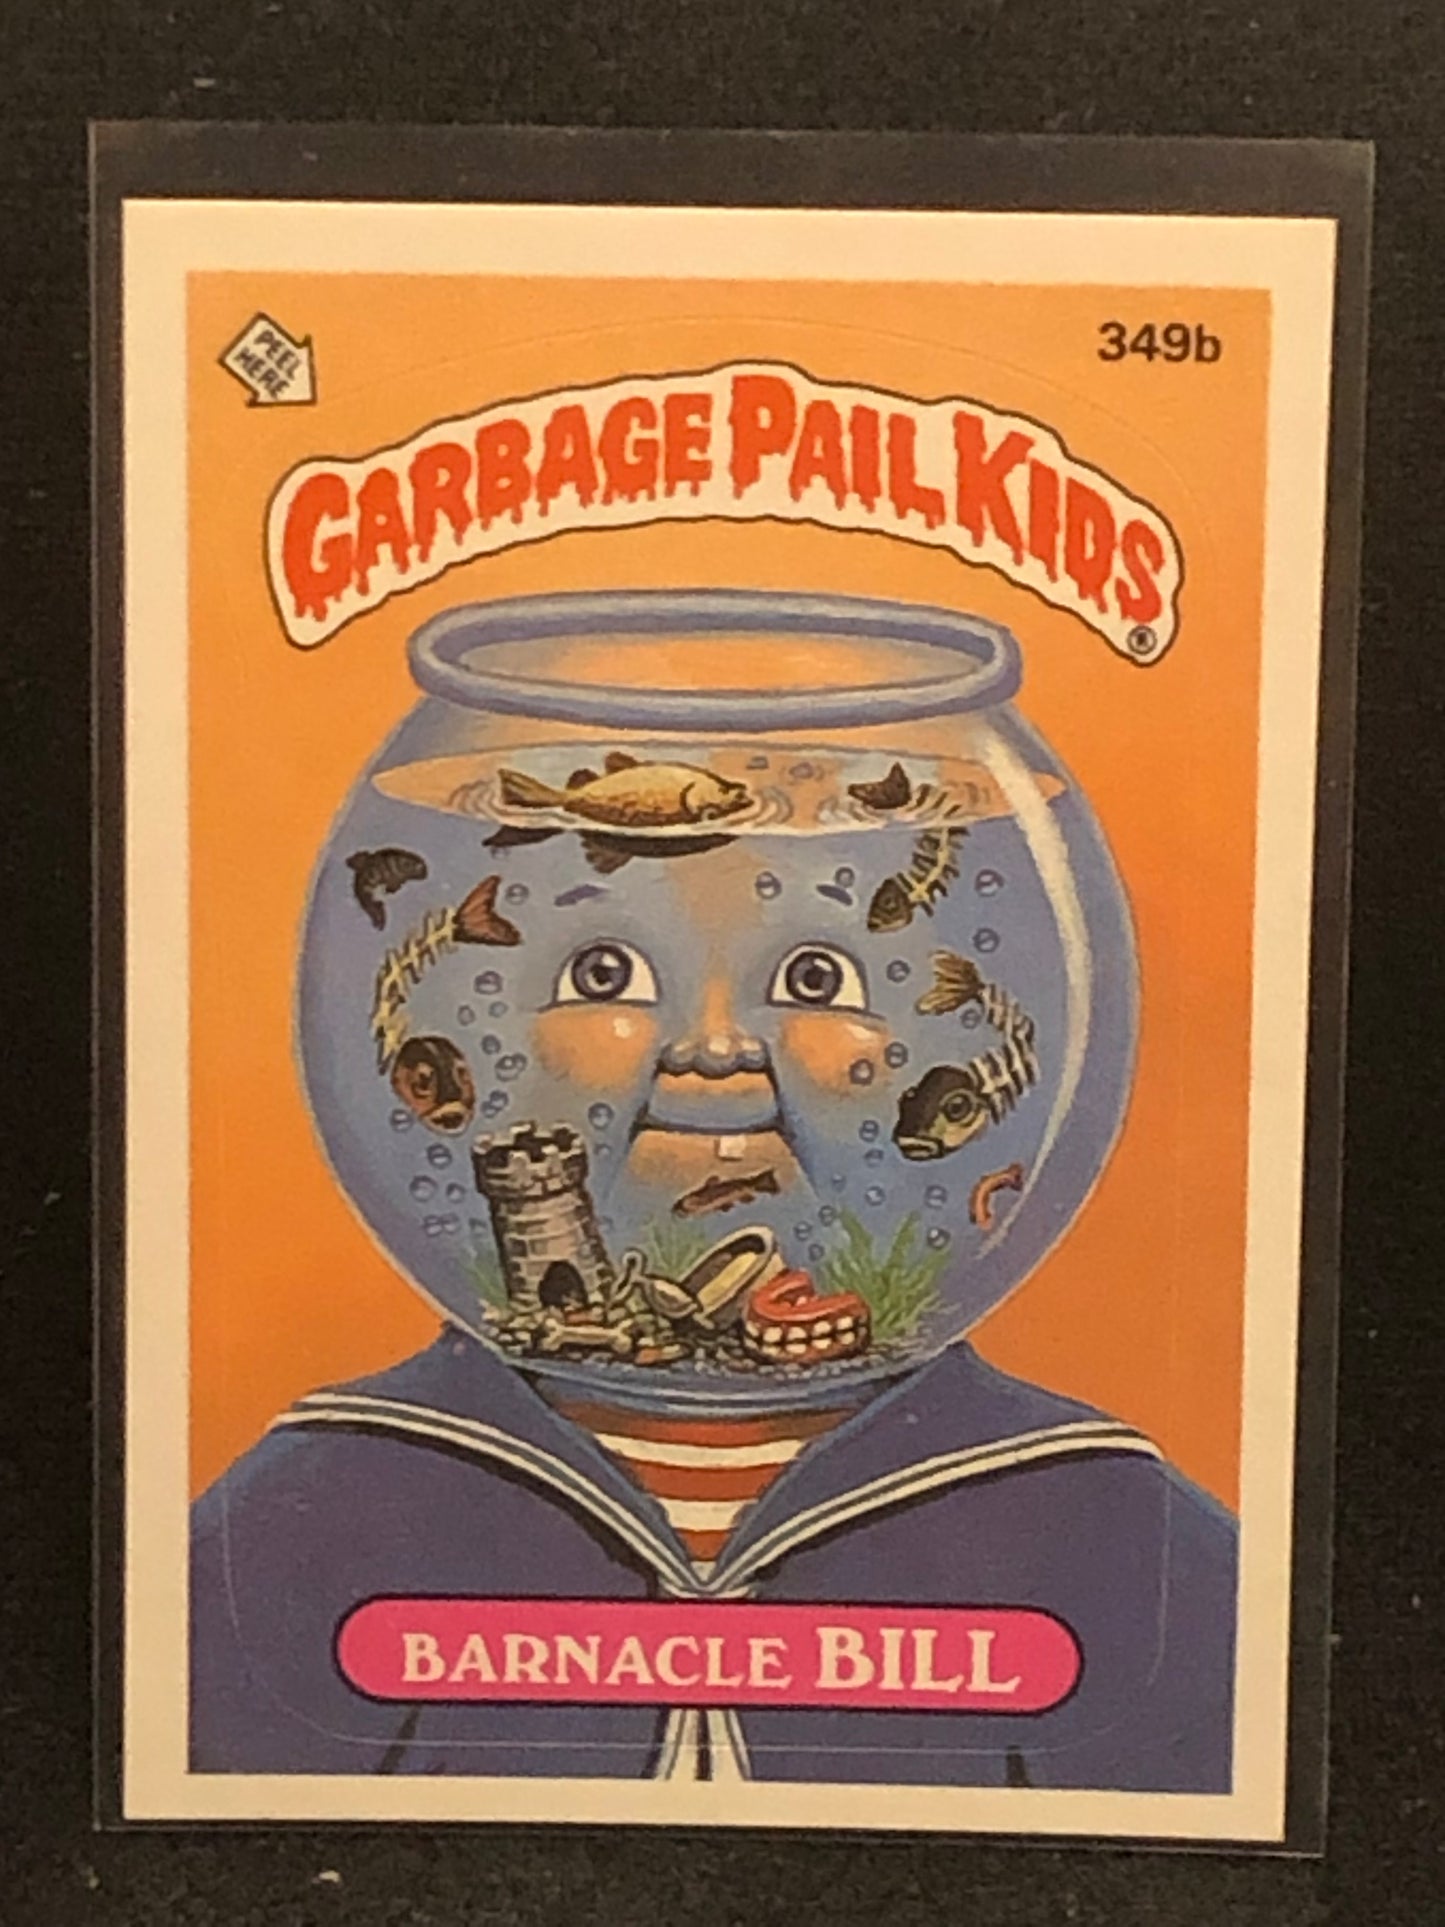 PEEL
HERE
349b
GARBAGE PAIL KIDS
®
BARNACLE BILL